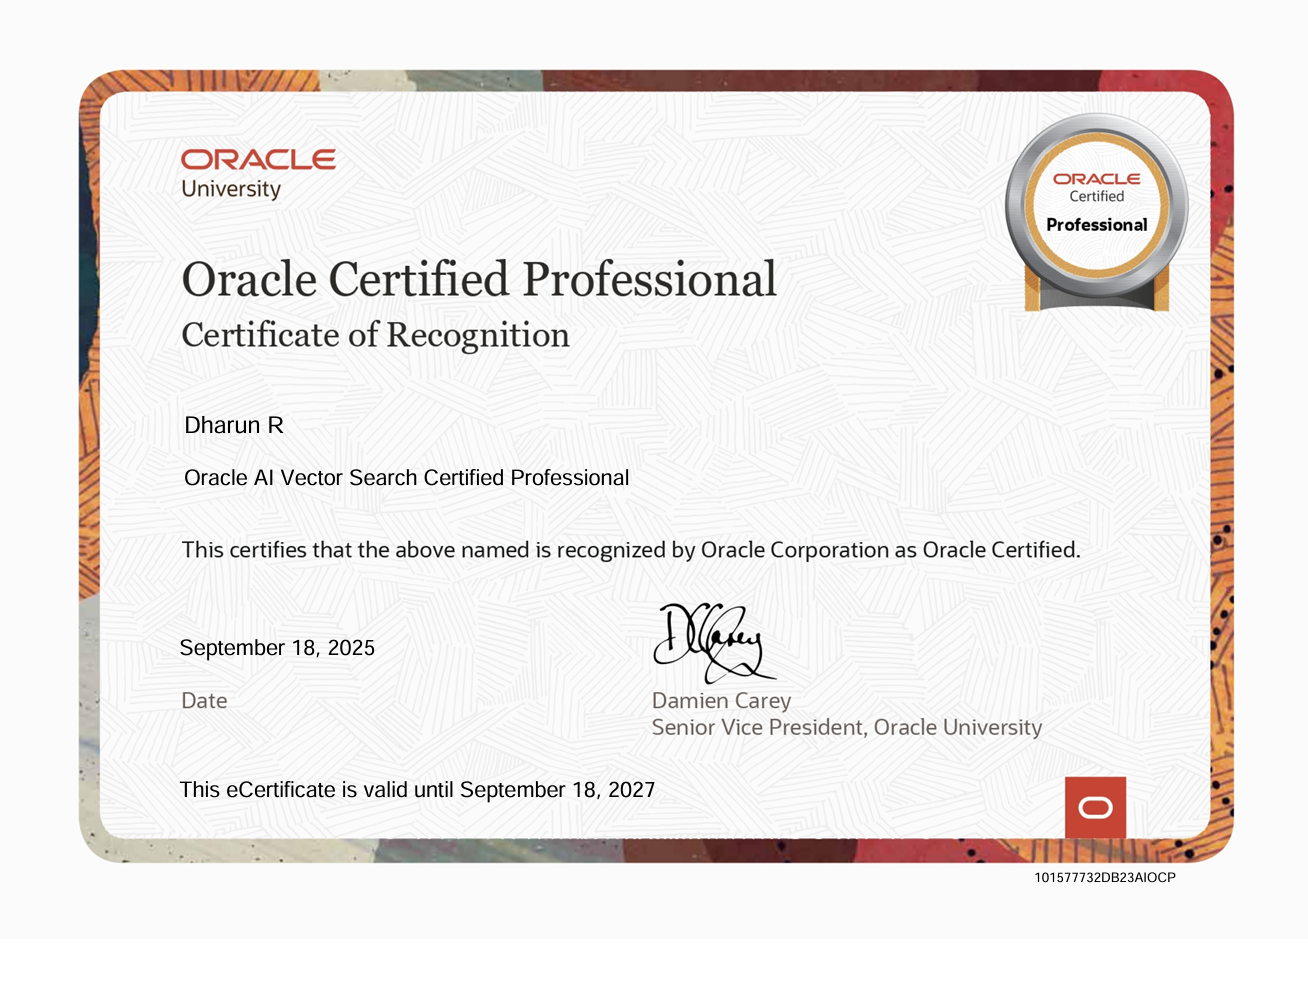 ORACLE
University
ORACLE
Certified
Professional
Oracle Certified Professional
Certificate of Recognition
Dharun R
Oracle AI Vector Search Certified Professional
This certifies that the above named is recognized by Oracle Corporation as Oracle Certified.
September 18, 2025
Date
DCarey
Damien Carey
Senior Vice President, Oracle University
This eCertificate is valid until September 18, 2027
101577732DB23AIOCP